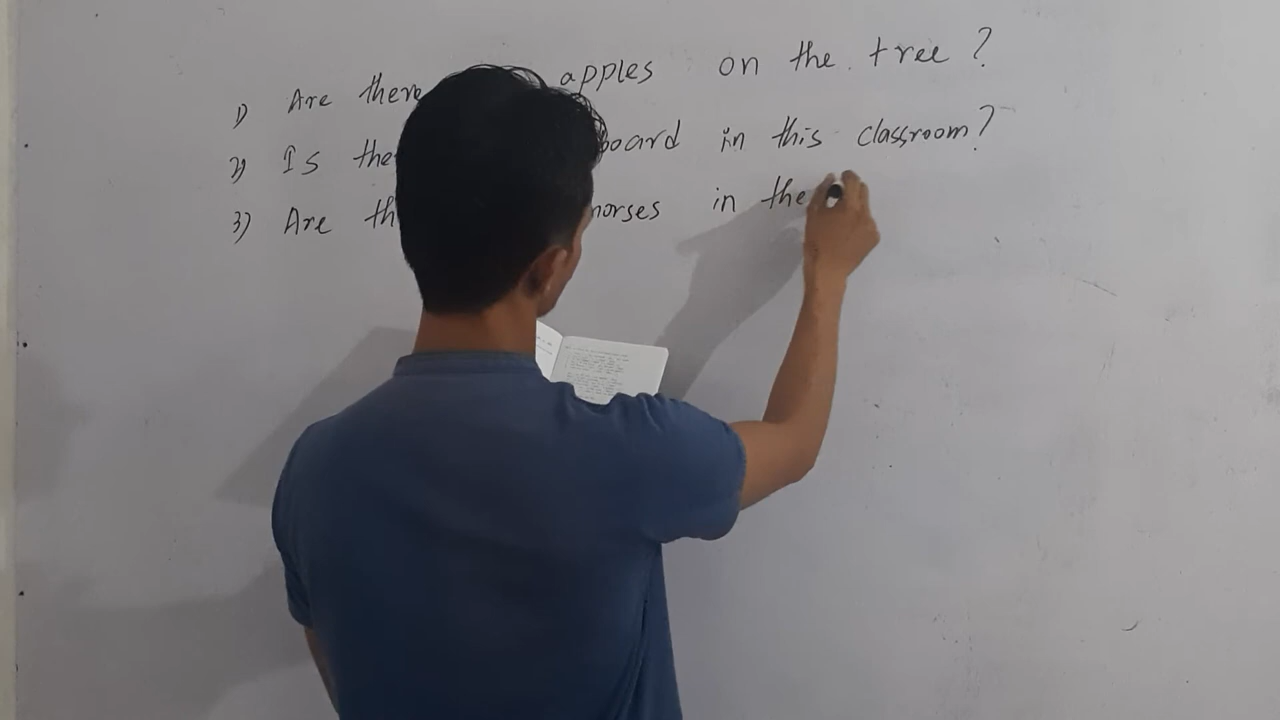 1) Are there apples on the tree?
2) Is the board in this classroom?
3) Are th horses in the